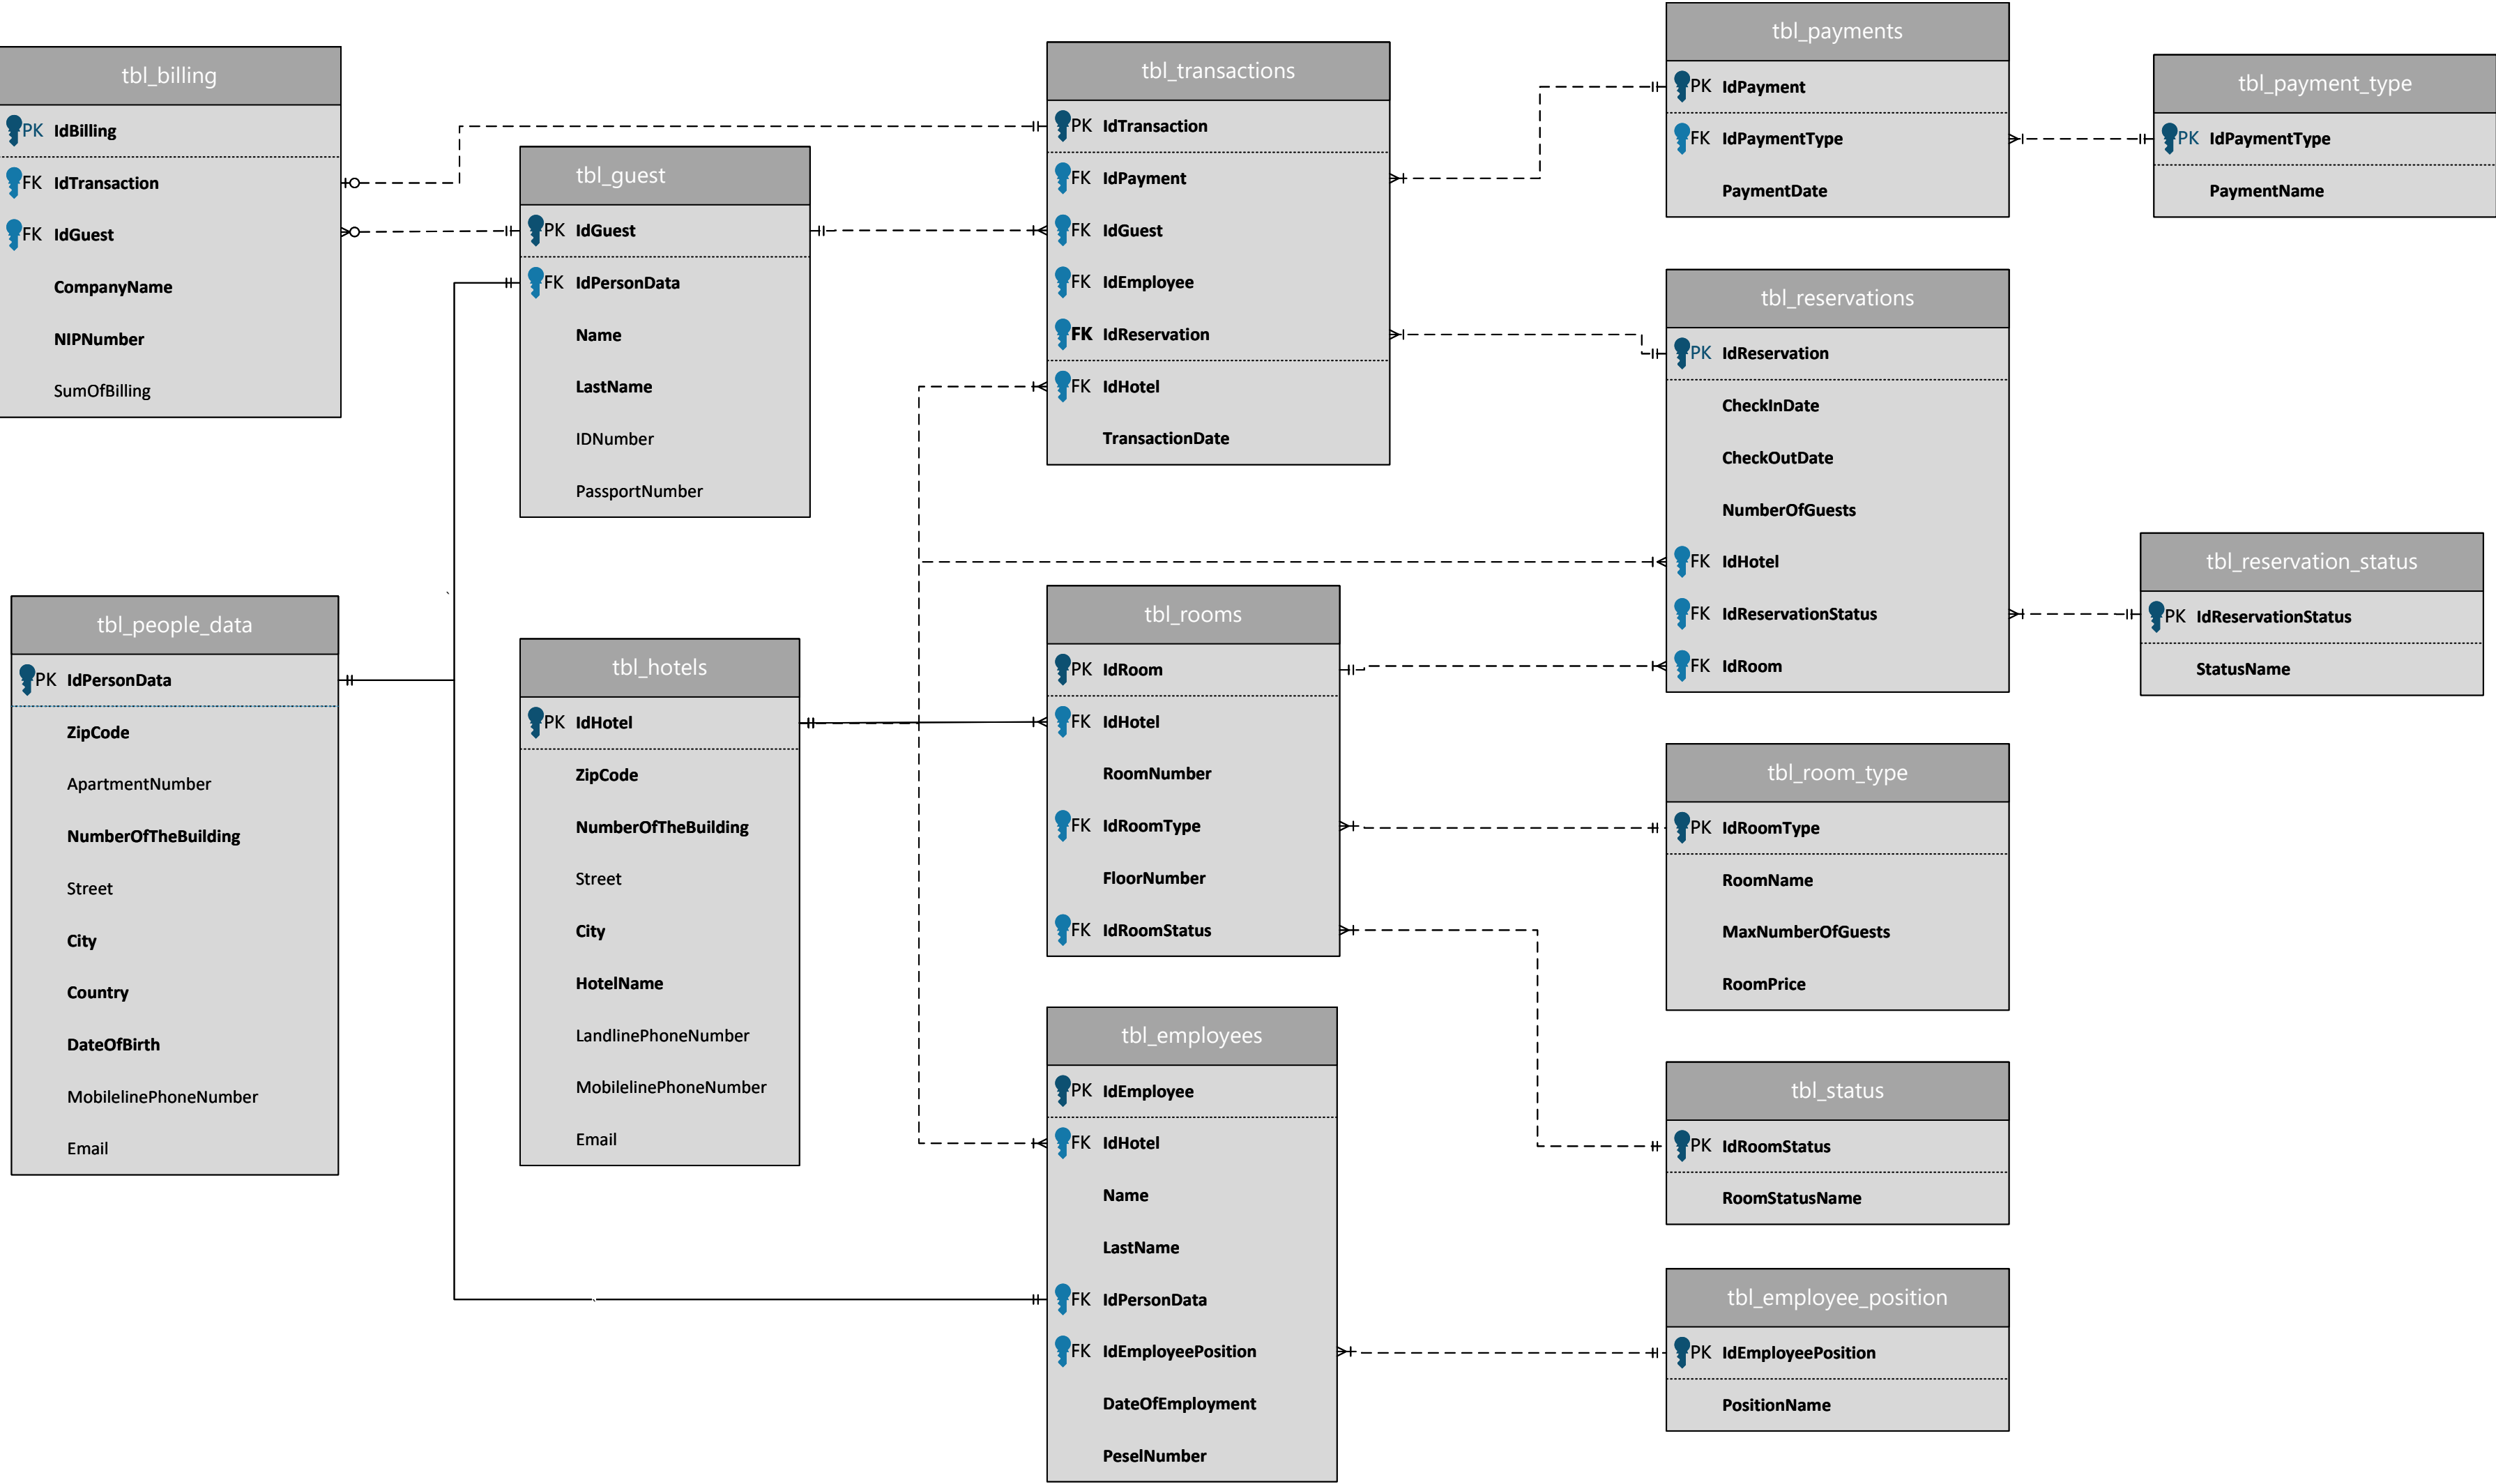 tbl_billing
PK IdBilling
FK IdTransaction
FK IdGuest
CompanyName
NIPNumber
SumOfBilling
tbl_guest
PK IdGuest
FK IdPersonData
Name
LastName
IDNumber
PassportNumber
tbl_transactions
PK IdTransaction
FK IdPayment
FK IdGuest
FK IdEmployee
FK IdReservation
FK IdHotel
TransactionDate
tbl_payments
PK IdPayment
FK IdPaymentType
PaymentDate
tbl_payment_type
PK IdPaymentType
PaymentName
tbl_reservations
PK IdReservation
CheckInDate
CheckOutDate
NumberOfGuests
FK IdHotel
FK IdReservationStatus
FK IdRoom
tbl_reservation_status
PK IdReservationStatus
StatusName
tbl_people_data
PK IdPersonData
ZipCode
ApartmentNumber
NumberOfTheBuilding
Street
City
Country
DateOfBirth
MobilelinePhoneNumber
Email
tbl_hotels
PK IdHotel
ZipCode
NumberOfTheBuilding
Street
City
HotelName
LandlinePhoneNumber
MobilelinePhoneNumber
Email
tbl_rooms
PK IdRoom
FK IdHotel
RoomNumber
FK IdRoomType
FloorNumber
FK IdRoomStatus
tbl_room_type
PK IdRoomType
RoomName
MaxNumberOfGuests
RoomPrice
tbl_employees
PK IdEmployee
FK IdHotel
Name
LastName
FK IdPersonData
FK IdEmployeePosition
DateOfEmployment
PeselNumber
tbl_status
PK IdRoomStatus
RoomStatusName
tbl_employee_position
PK IdEmployeePosition
PositionName